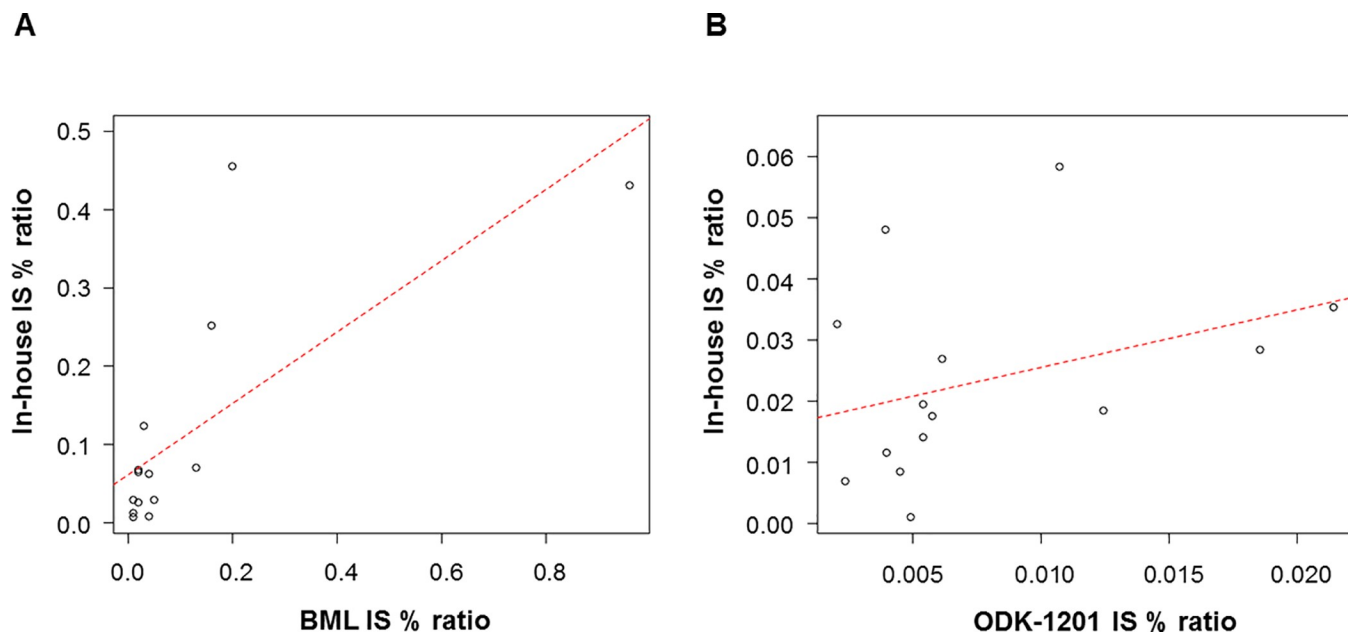 A
B
In-house IS % ratio
0.5
0.4
0.3
0.2
0.1
0.0
0.0 0.2 0.4 0.6 0.8
BML IS % ratio
In-house IS % ratio
0.06
0.05
0.04
0.03
0.02
0.01
0.00
0.005 0.010 0.015 0.020
ODK-1201 IS % ratio